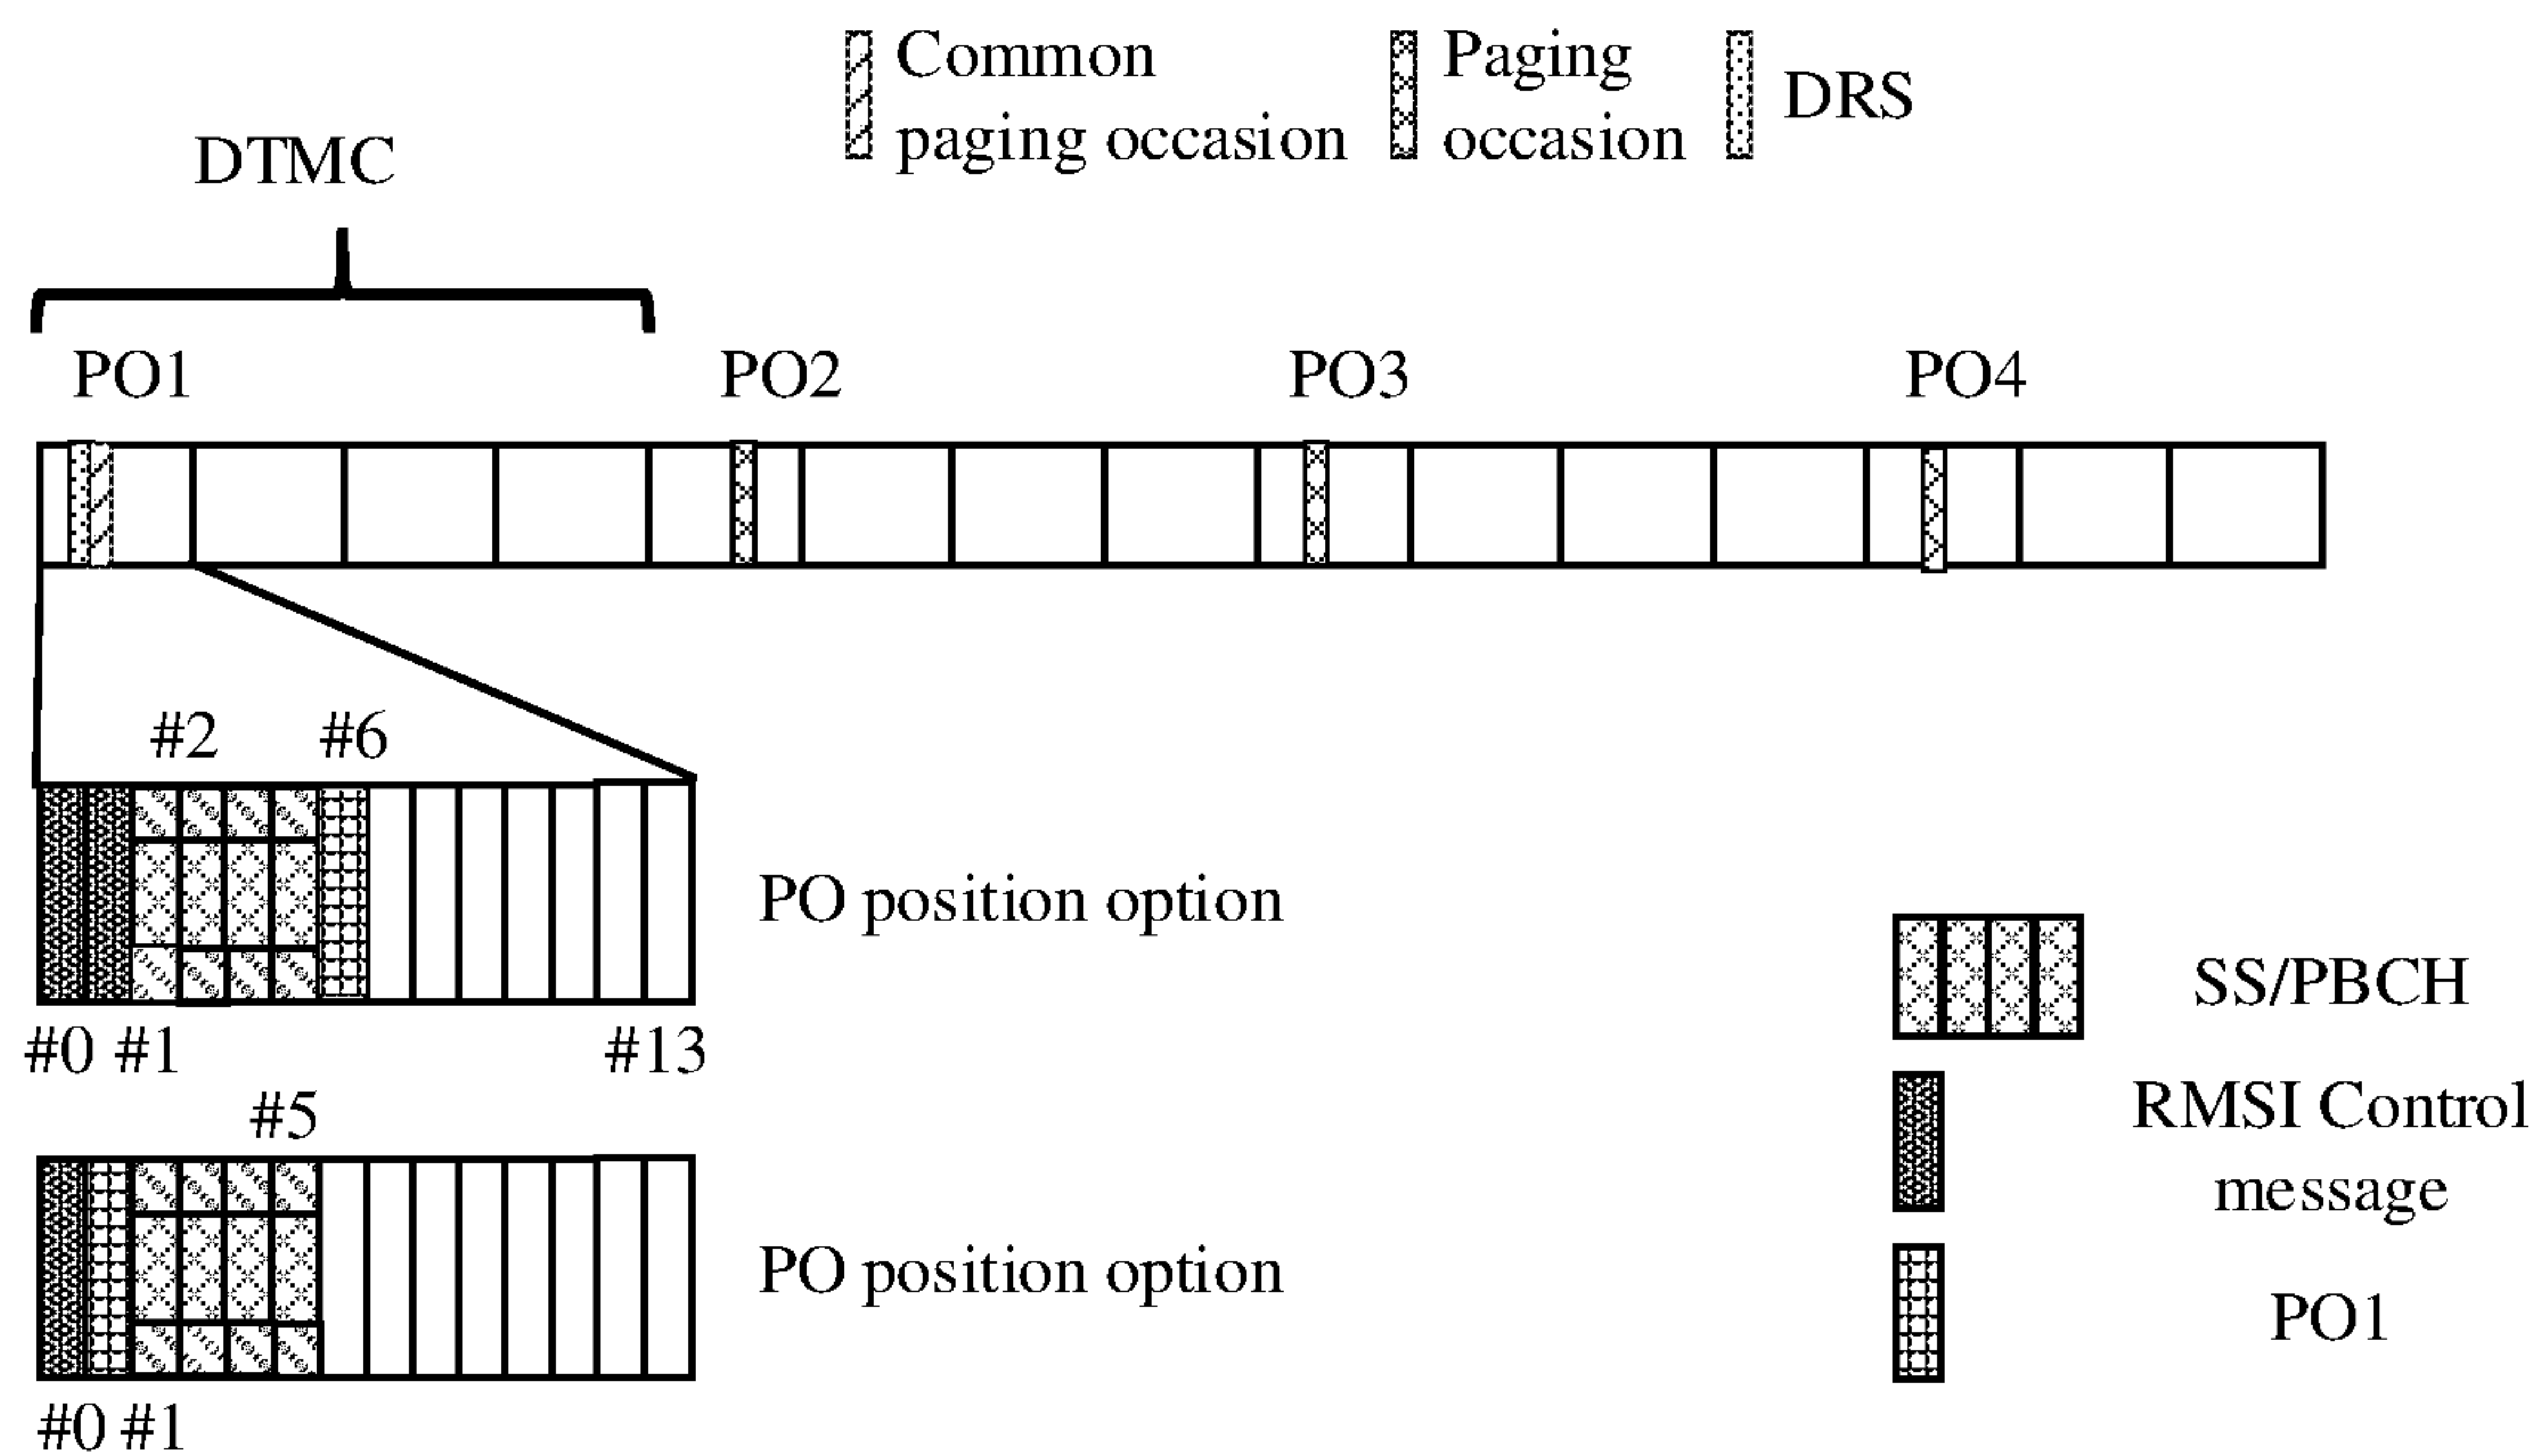 Common
paging occasion
Paging
occasion
DRS
DTMC
PO1
PO2
PO3
PO4
#2
#6
PO position option
#0 #1
#13
SS/PBCH
RMSI Control
message
#5
PO position option
PO1
#0 #1